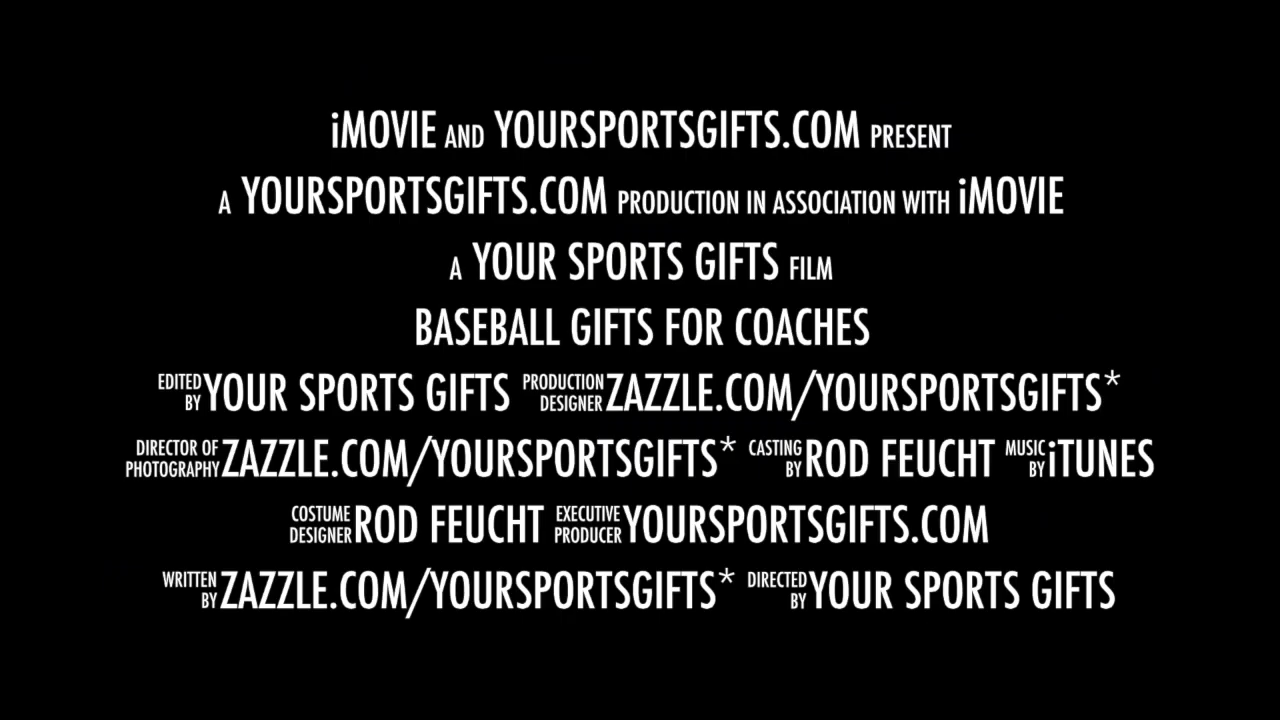 iMOVIE AND YOURSPORTSGIFTS.COM PRESENT
A YOURSPORTSGIFTS.COM PRODUCTION IN ASSOCIATION WITH iMOVIE
A YOUR SPORTS GIFTS FILM
BASEBALL GIFTS FOR COACHES
EDITED BY YOUR SPORTS GIFTS PRODUCTION DESIGNER ZAZZLE.COM/YOURSPORTSGIFTS*
DIRECTOR OF PHOTOGRAPHY ZAZZLE.COM/YOURSPORTSGIFTS* CASTING BY ROD FEUCHT MUSIC BY iTUNES
COSTUME DESIGNER ROD FEUCHT EXECUTIVE PRODUCER YOURSPORTSGIFTS.COM
WRITTEN BY ZAZZLE.COM/YOURSPORTSGIFTS* DIRECTED BY YOUR SPORTS GIFTS